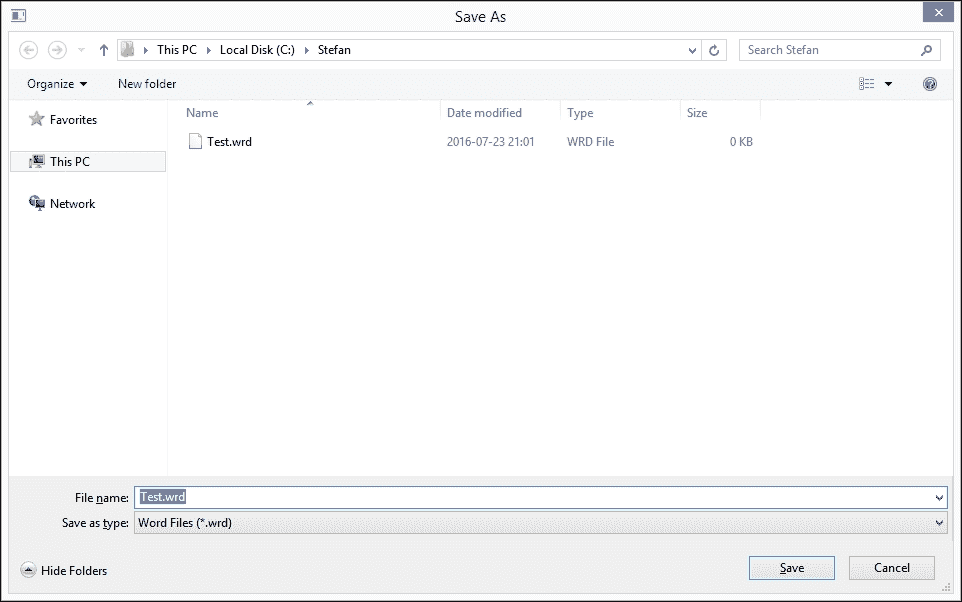 Save As
This PC Local Disk (C:) Stefan
Search Stefan
Organize New folder
Favorites
This PC
Network
Name Date modified Type Size
Test.wrd 2016-07-23 21:01 WRD File 0 KB
File name: Test.wrd
Save as type: Word Files (*.wrd)
Hide Folders
Save Cancel